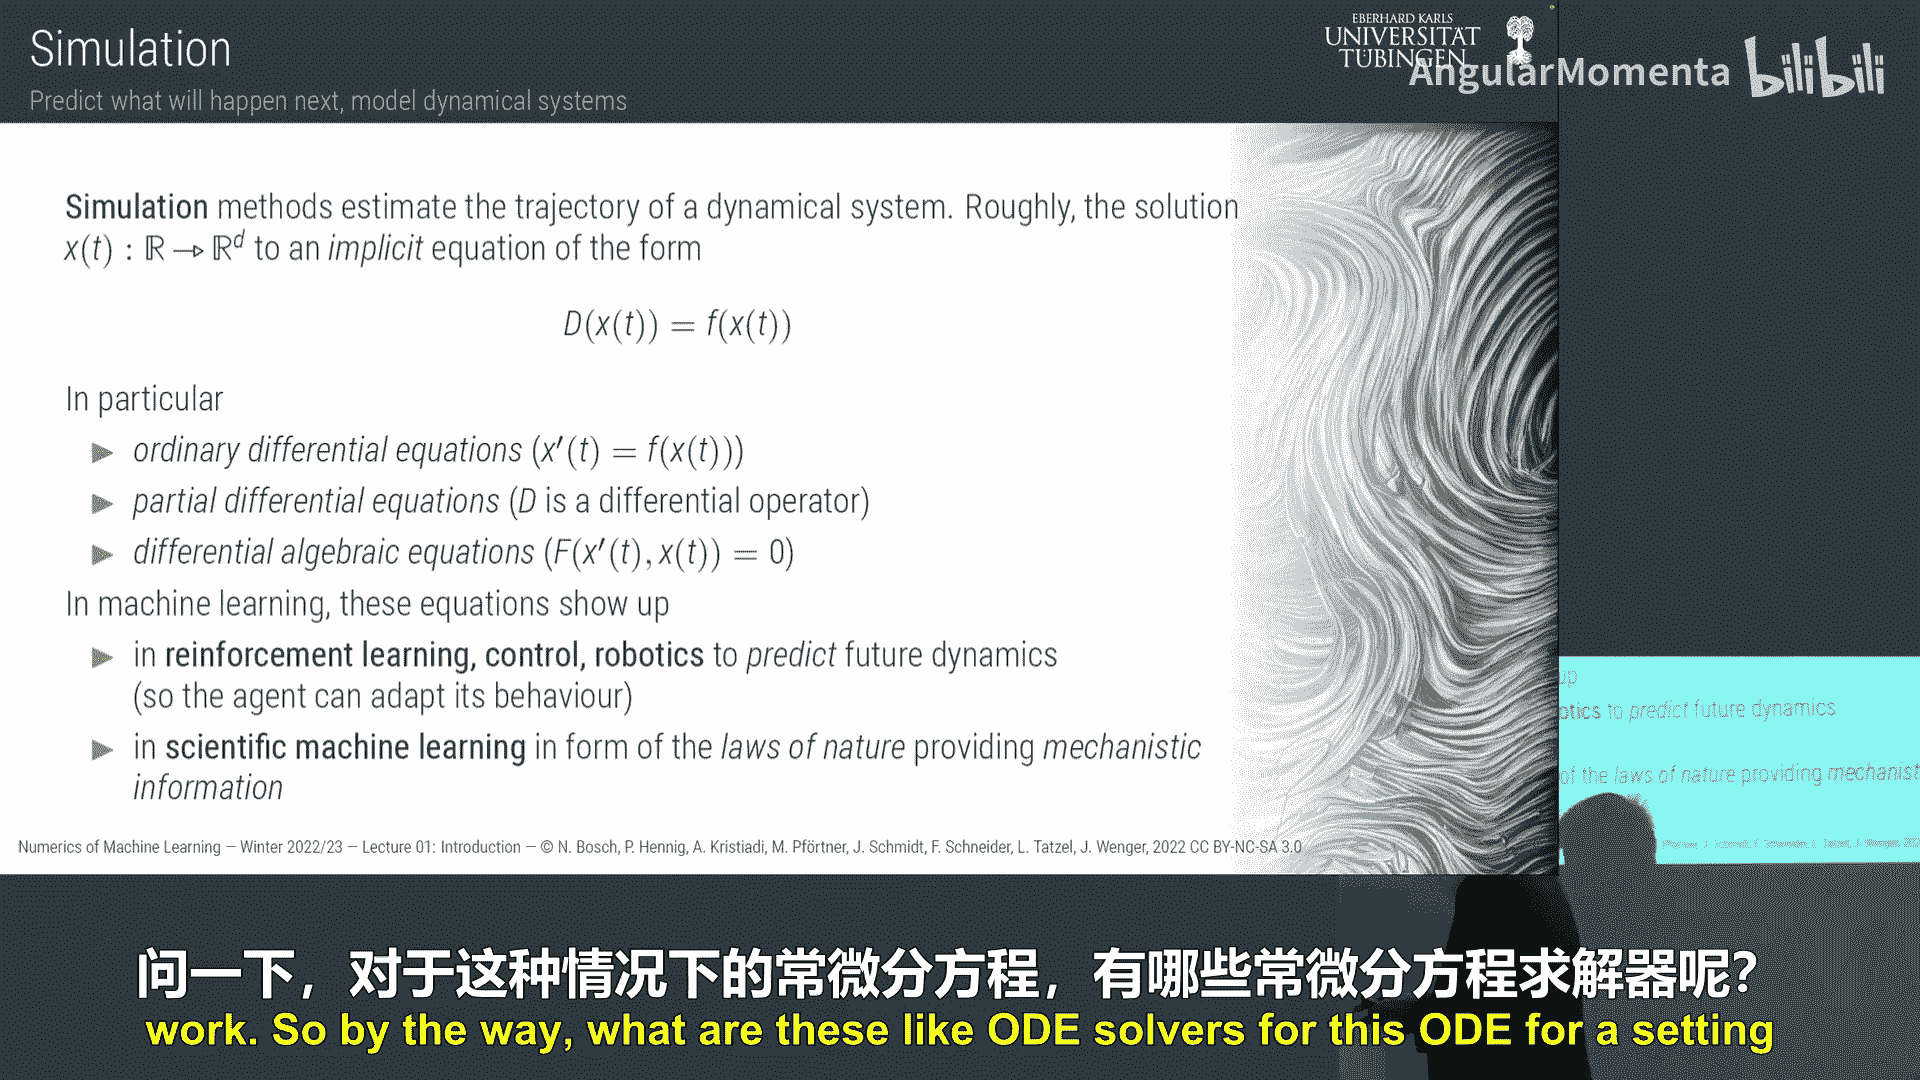 Simulation
Predict what will happen next, model dynamical systems
EBERHARD KARLS
UNIVERSITÄT
TÜBINGEN
AngularMomenta bilibili
Simulation methods estimate the trajectory of a dynamical system. Roughly, the solution
x(t) : ℝ → ℝᵈ to an implicit equation of the form
D(x(t)) = f(x(t))
In particular
▶ ordinary differential equations (x′(t) = f(x(t)))
▶ partial differential equations (D is a differential operator)
▶ differential algebraic equations (F(x′(t), x(t)) = 0)
In machine learning, these equations show up
▶ in reinforcement learning, control, robotics to predict future dynamics
(so the agent can adapt its behaviour)
▶ in scientific machine learning in form of the laws of nature providing mechanistic
information
Numerics of Machine Learning — Winter 2022/23 — Lecture 01: Introduction — © N. Bosch, P. Hennig, A. Kristiadi, M. Pförtner, J. Schmidt, F. Schneider, L. Tatzel, J. Wenger, 2022 CC BY-NC-SA 3.0
up
otics to predict future dynamics
of the laws of nature providing mechanist
问一下，对于这种情况下的常微分方程，有哪些常微分方程求解器呢？
work. So by the way, what are these like ODE solvers for this ODE for a setting